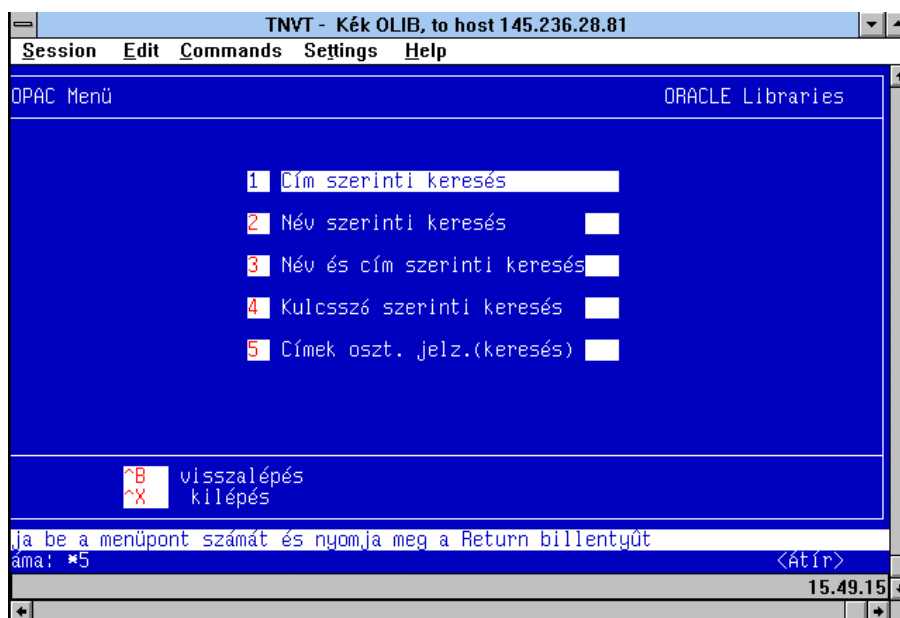 TNVT - Kék OLIB, to host 145.236.28.81
Session Edit Commands Settings Help
OPAC Menü ORACLE Libraries
1 Cím szerinti keresés
2 Név szerinti keresés
3 Név és cím szerinti keresés
4 Kulcsszó szerinti keresés
5 Címek oszt. jelz.(keresés)
^B visszalépés
^X kilépés
ja be a menüpont számát és nyomja meg a Return billentyût
áma: *5 <Átír>
15.49.15